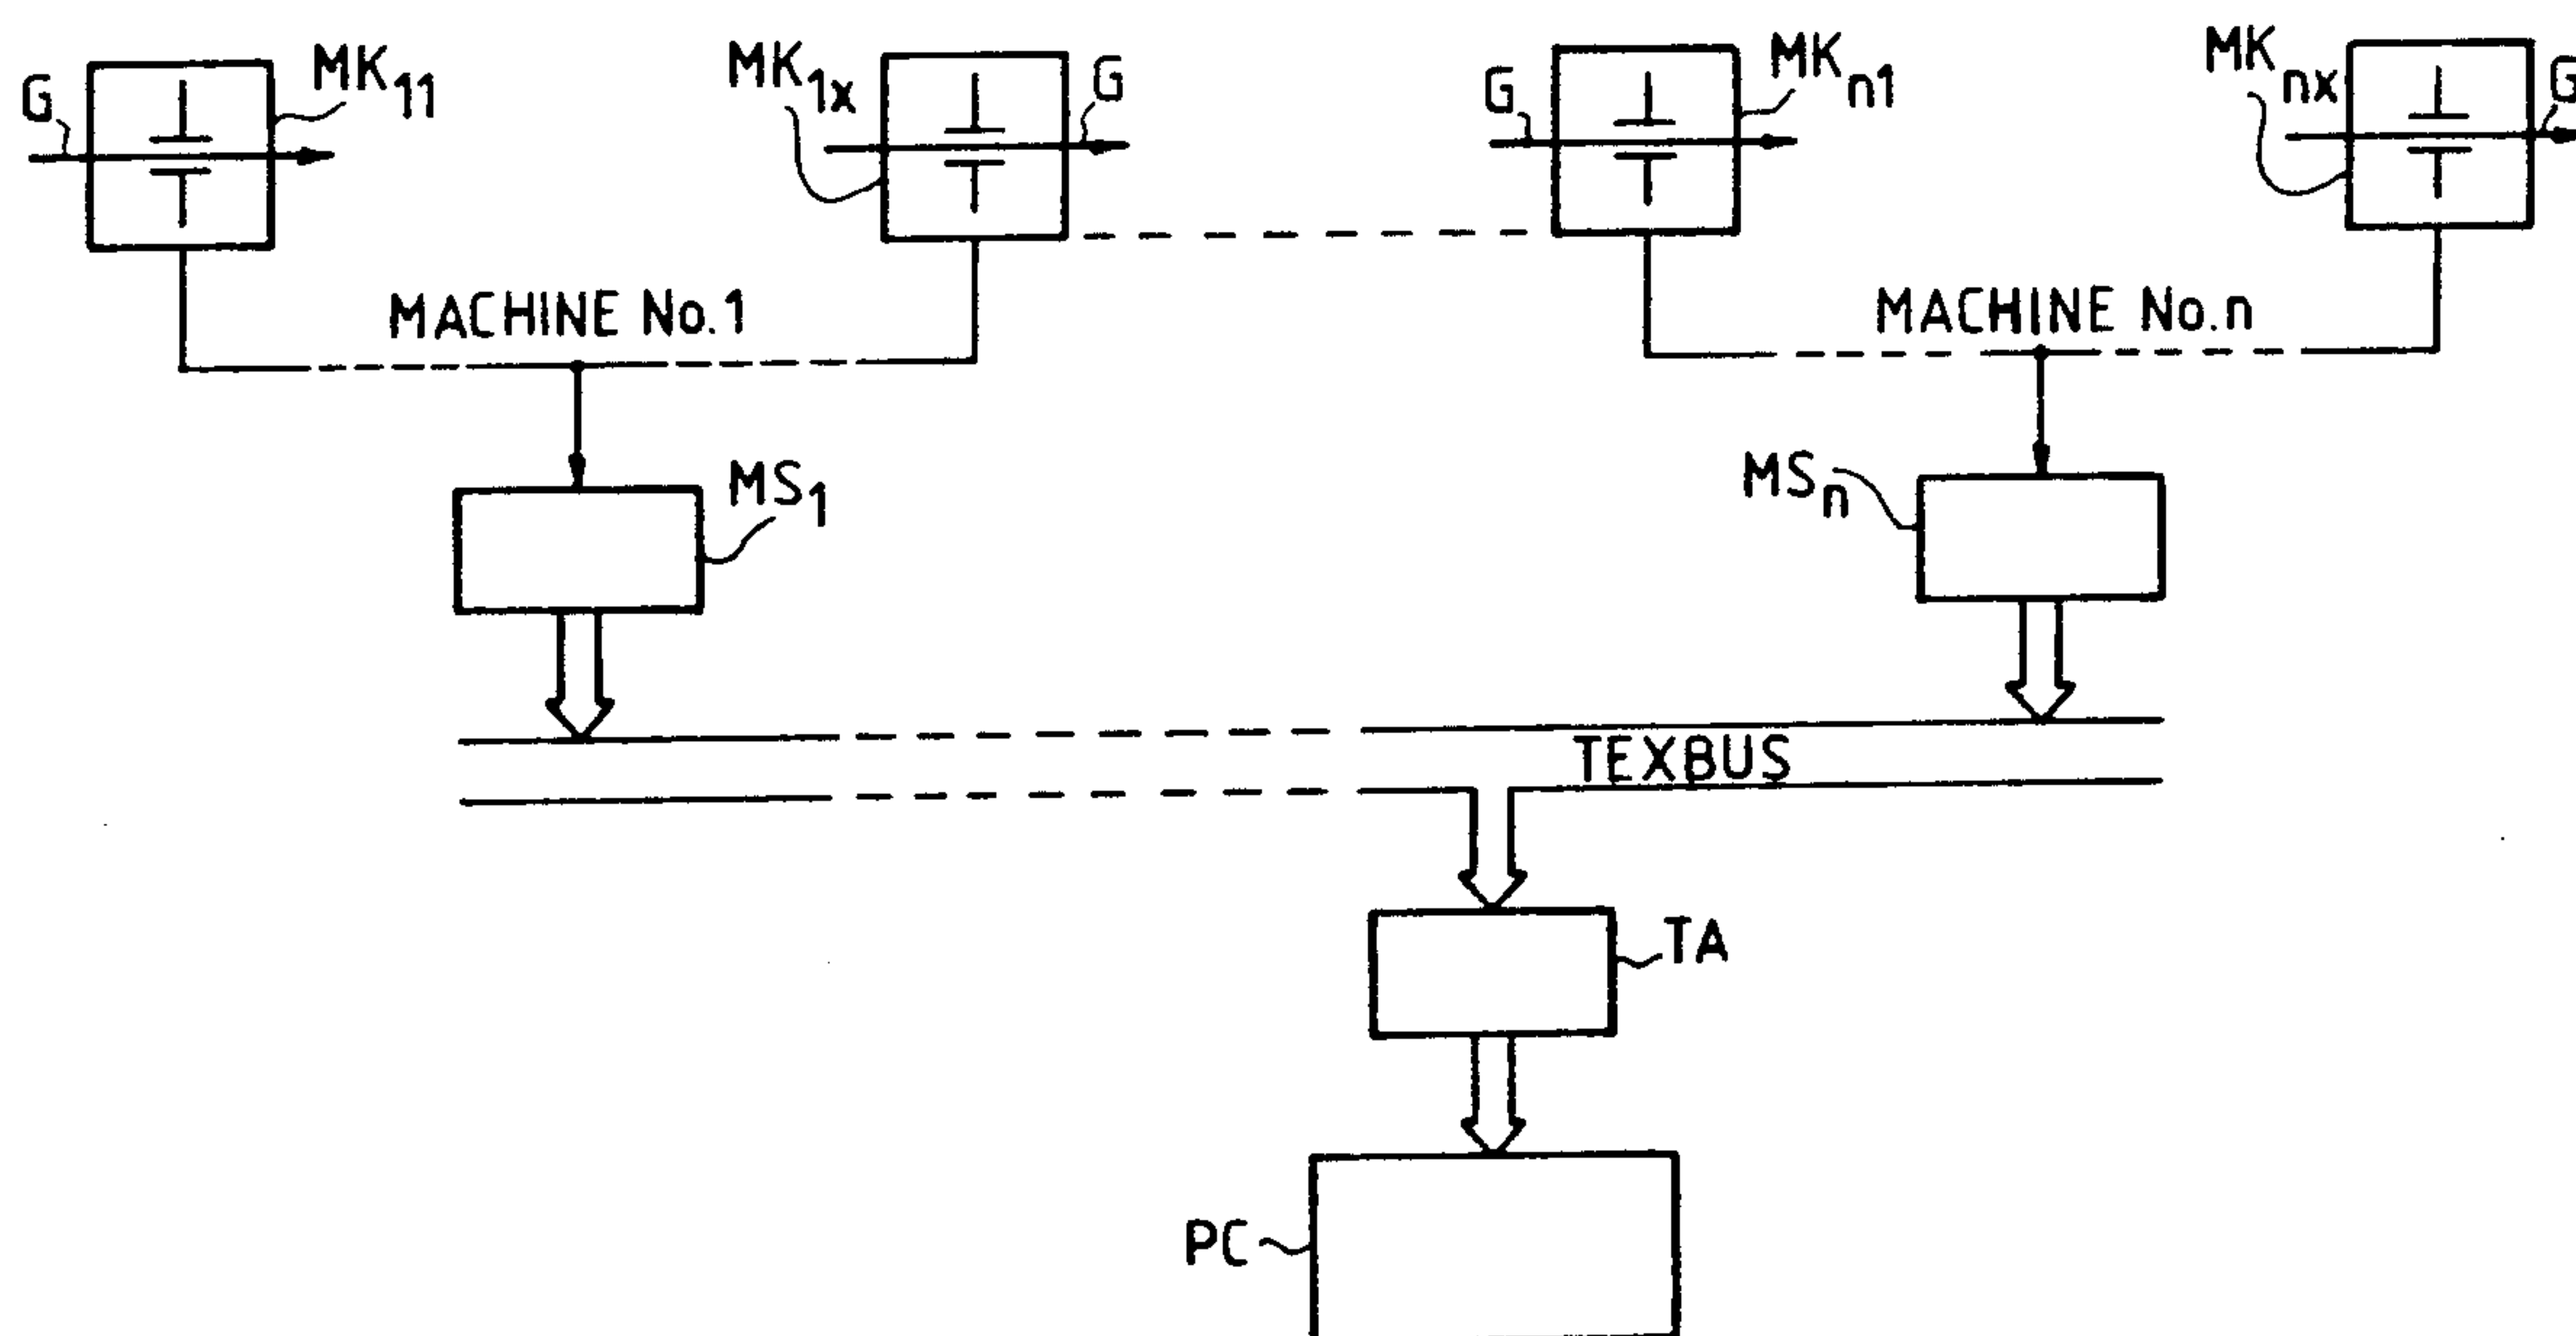 G
MK11
MK1x
G
G
MKn1
MKnx
G
MACHINE No.1
MACHINE No.n
MS1
MSn
TEXBUS
TA
PC